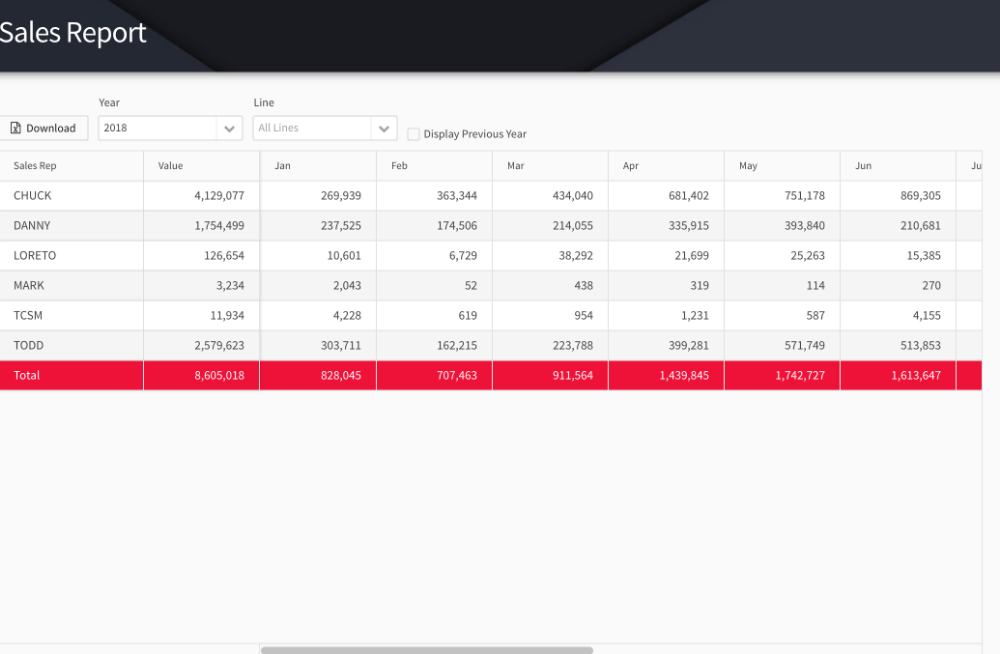 Sales Report
Year Line
Download 2018 All Lines Display Previous Year
Sales Rep Value Jan Feb Mar Apr May Jun Ju
CHUCK 4,129,077 269,939 363,344 434,040 681,402 751,178 869,305
DANNY 1,754,499 237,525 174,506 214,055 335,915 393,840 210,681
LORETO 126,654 10,601 6,729 38,292 21,699 25,263 15,385
MARK 3,234 2,043 52 438 319 114 270
TCSM 11,934 4,228 619 954 1,231 587 4,155
TODD 2,579,623 303,711 162,215 223,788 399,281 571,749 513,853
Total 8,605,018 828,045 707,463 911,564 1,439,845 1,742,727 1,613,647